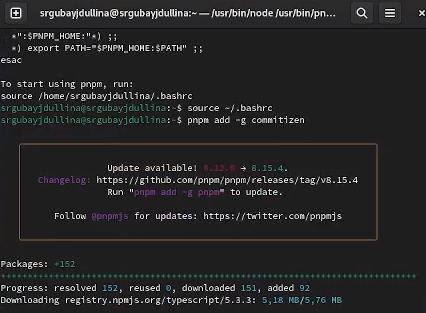 srgubayjdullina@srgubayjdullina:~ — /usr/bin/node /usr/bin/pn...
*":$PNPM_HOME:"*) ;;
*) export PATH="$PNPM_HOME:$PATH" ;;
esac
To start using pnpm, run:
source /home/srgubayjdullina/.bashrc
srgubayjdullina@srgubayjdullina:~$ source ~/.bashrc
srgubayjdullina@srgubayjdullina:~$ pnpm add -g commitizen
Update available! → 8.15.4.
Changelog: https://github.com/pnpm/pnpm/releases/tag/v8.15.4
Run "pnpm add -g pnpm" to update.
Follow @pnpmjs for updates: https://twitter.com/pnpmjs
Packages: +152
++++++++++++++++++++++++++++++++++++++++++++++++++++++++++++++++++++++++++++++
Progress: resolved 152, reused 0, downloaded 151, added 92
Downloading registry.npmjs.org/typescript/5.3.3: 5,18 MB/5,76 MB